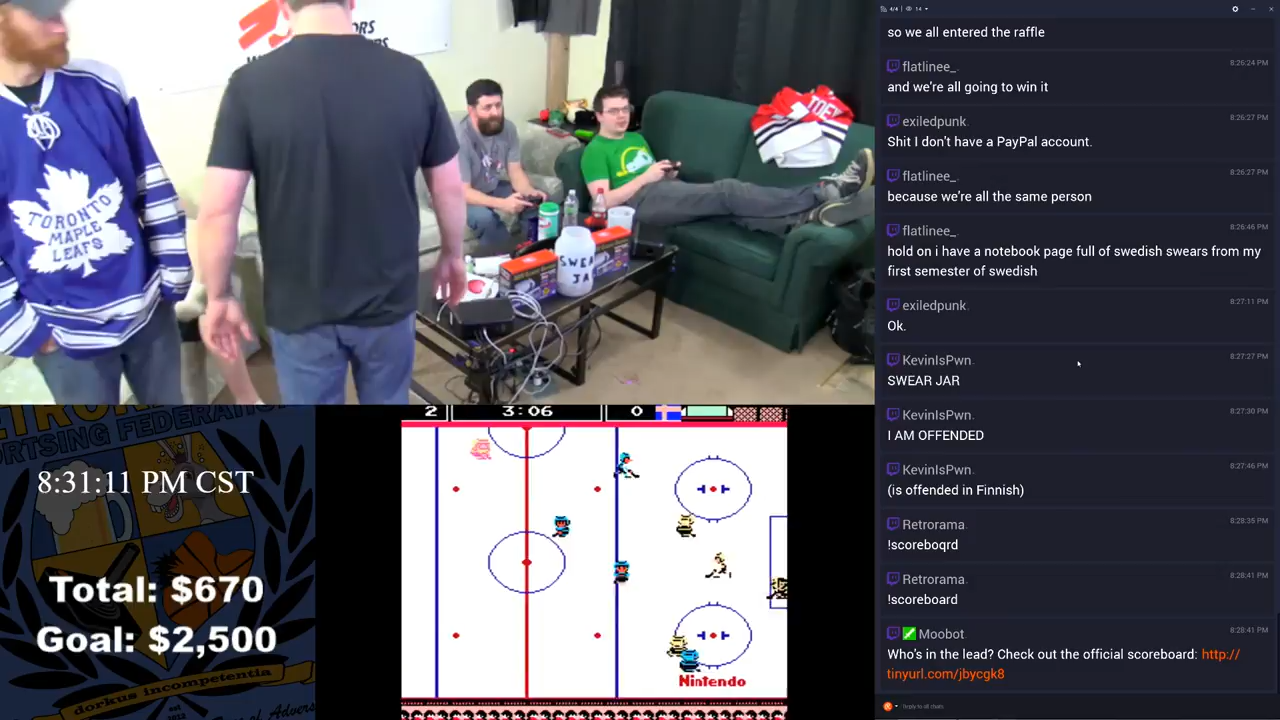 TORONTO
MAPLE
LEAFS
SWEAR
JAR
8:31:11 PM CST
Total: $670
Goal: $2,500
dorkus incompetentia
2
3:06
0
Nintendo
4/4
14
so we all entered the raffle
flatlinee_
8:26:24 PM
and we're all going to win it
exiledpunk
8:26:27 PM
Shit I don't have a PayPal account.
flatlinee_
8:26:27 PM
because we're all the same person
flatlinee_
8:26:46 PM
hold on i have a notebook page full of swedish swears from my
first semester of swedish
exiledpunk
8:27:11 PM
Ok.
KevinIsPwn
8:27:27 PM
SWEAR JAR
KevinIsPwn
8:27:30 PM
I AM OFFENDED
KevinIsPwn
8:27:46 PM
(is offended in Finnish)
Retrorama
8:28:35 PM
!scoreboqrd
Retrorama
8:28:41 PM
!scoreboard
Moobot
8:28:41 PM
Who's in the lead? Check out the official scoreboard: http://
tinyurl.com/jbycgk8
Reply to all chats